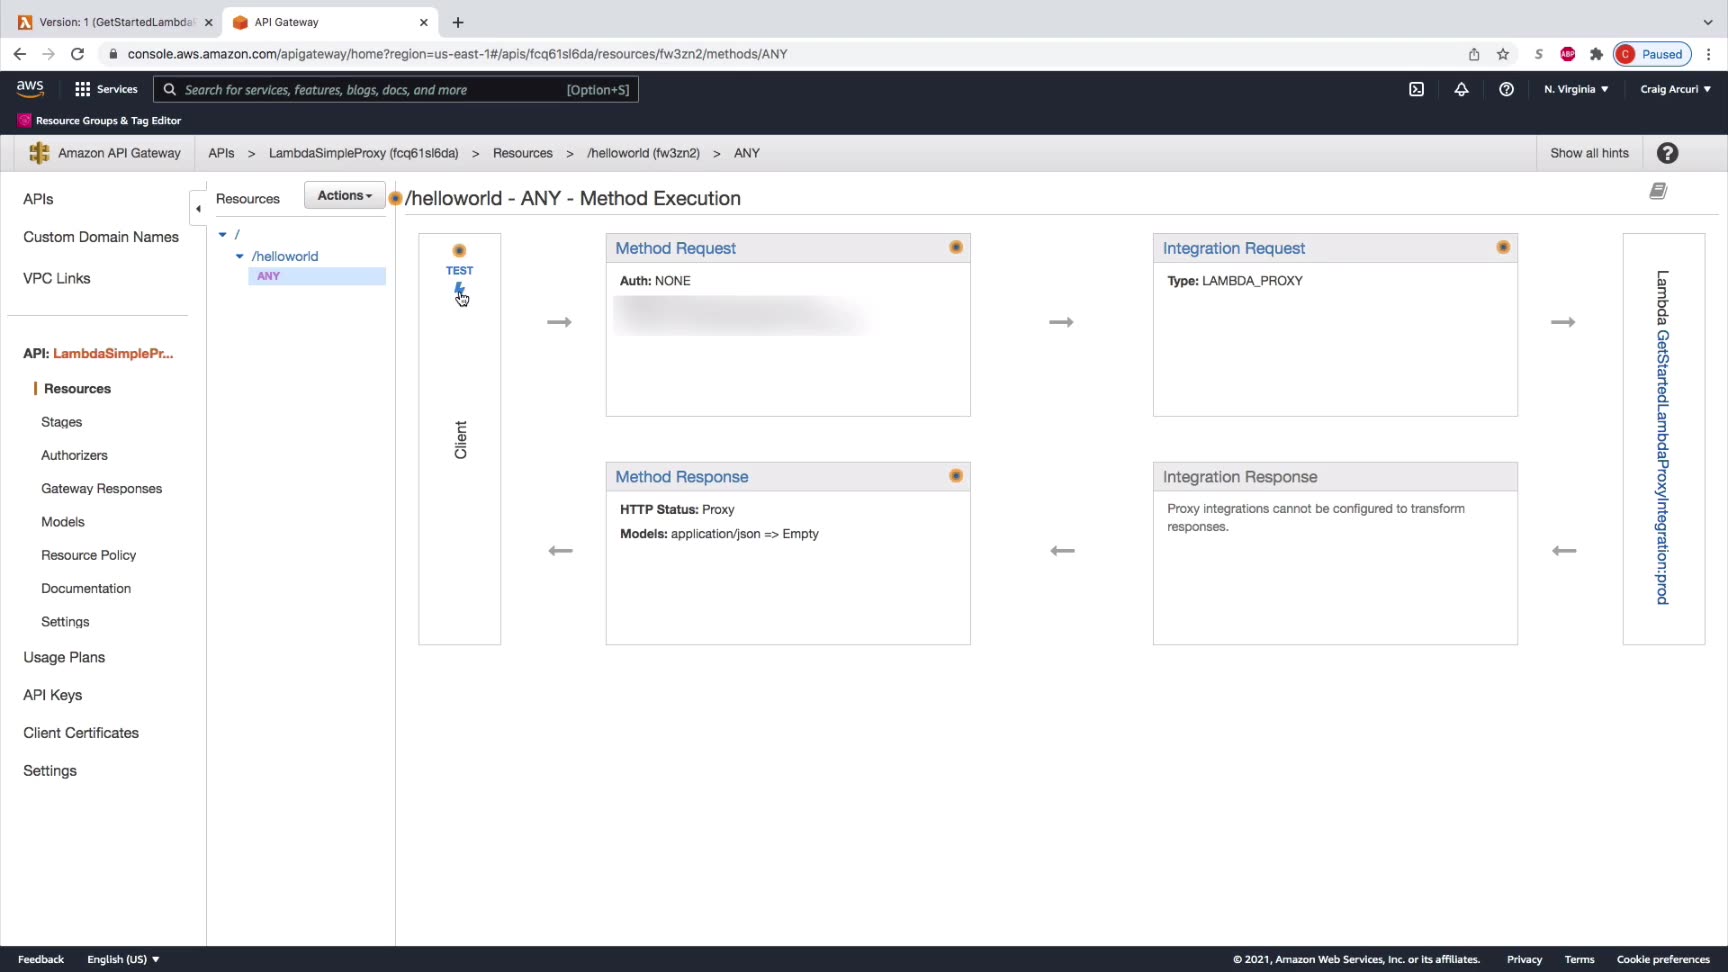 Version: 1 (GetStartedLambdaF
API Gateway
console.aws.amazon.com/apigateway/home?region=us-east-1#/apis/fcq61sl6da/resources/fw3zn2/methods/ANY
S
ABP
C Paused
aws
Services
Search for services, features, blogs, docs, and more [Option+S]
N. Virginia
Craig Arcuri
Resource Groups & Tag Editor
Amazon API Gateway
APIs > LambdaSimpleProxy (fcq61sl6da) > Resources > /helloworld (fw3zn2) > ANY
Show all hints
APIs
Custom Domain Names
VPC Links
API: LambdaSimplePr...
Resources
Stages
Authorizers
Gateway Responses
Models
Resource Policy
Documentation
Settings
Usage Plans
API Keys
Client Certificates
Settings
Resources
Actions
/
/helloworld
ANY
/helloworld - ANY - Method Execution
TEST
Client
Method Request
Auth: NONE
Integration Request
Type: LAMBDA_PROXY
Method Response
HTTP Status: Proxy
Models: application/json => Empty
Integration Response
Proxy integrations cannot be configured to transform
responses.
Lambda GetStartedLambdaProxyIntegration:prod
Feedback
English (US)
© 2021, Amazon Web Services, Inc. or its affiliates.
Privacy
Terms
Cookie preferences